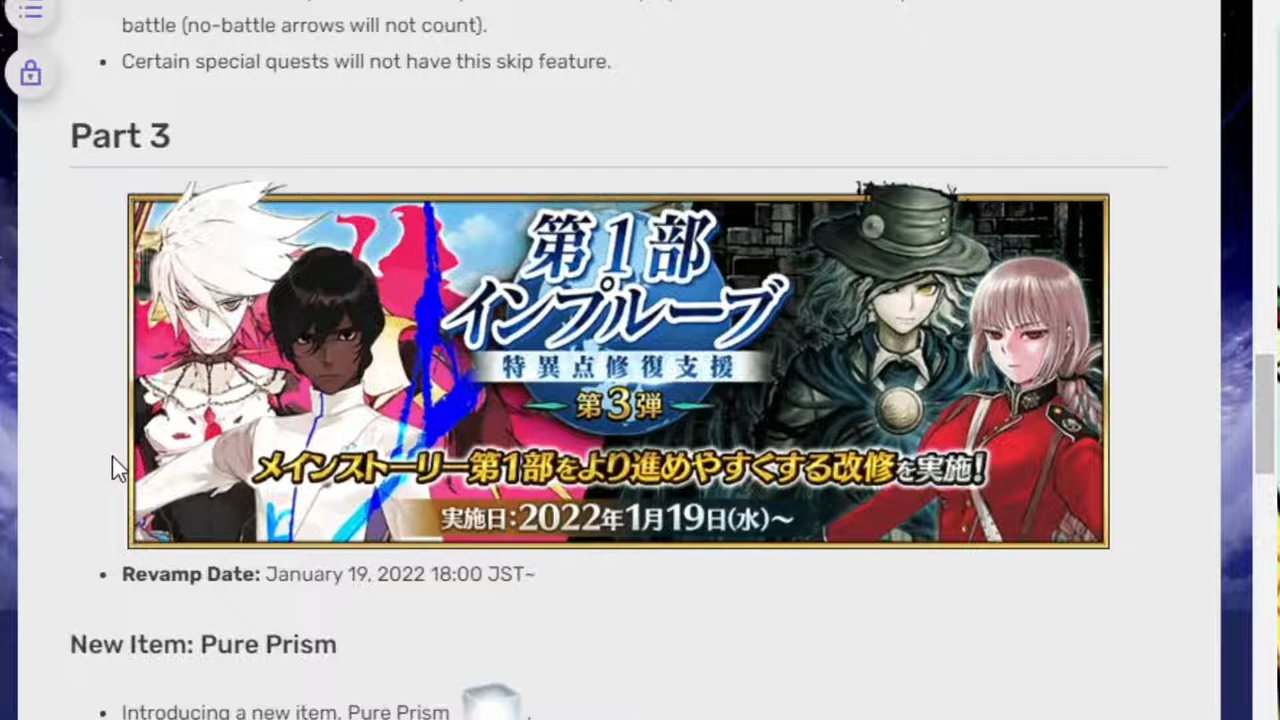 battle (no-battle arrows will not count).
• Certain special quests will not have this skip feature.
Part 3
第1部
インプルーブ
特異点修復支援
第3弾
メインストーリー第1部をより進めやすくする改修を実施!
実施日:2022年1月19日(水)~
• Revamp Date: January 19, 2022 18:00 JST~
New Item: Pure Prism
• Introducing a new item, Pure Prism .